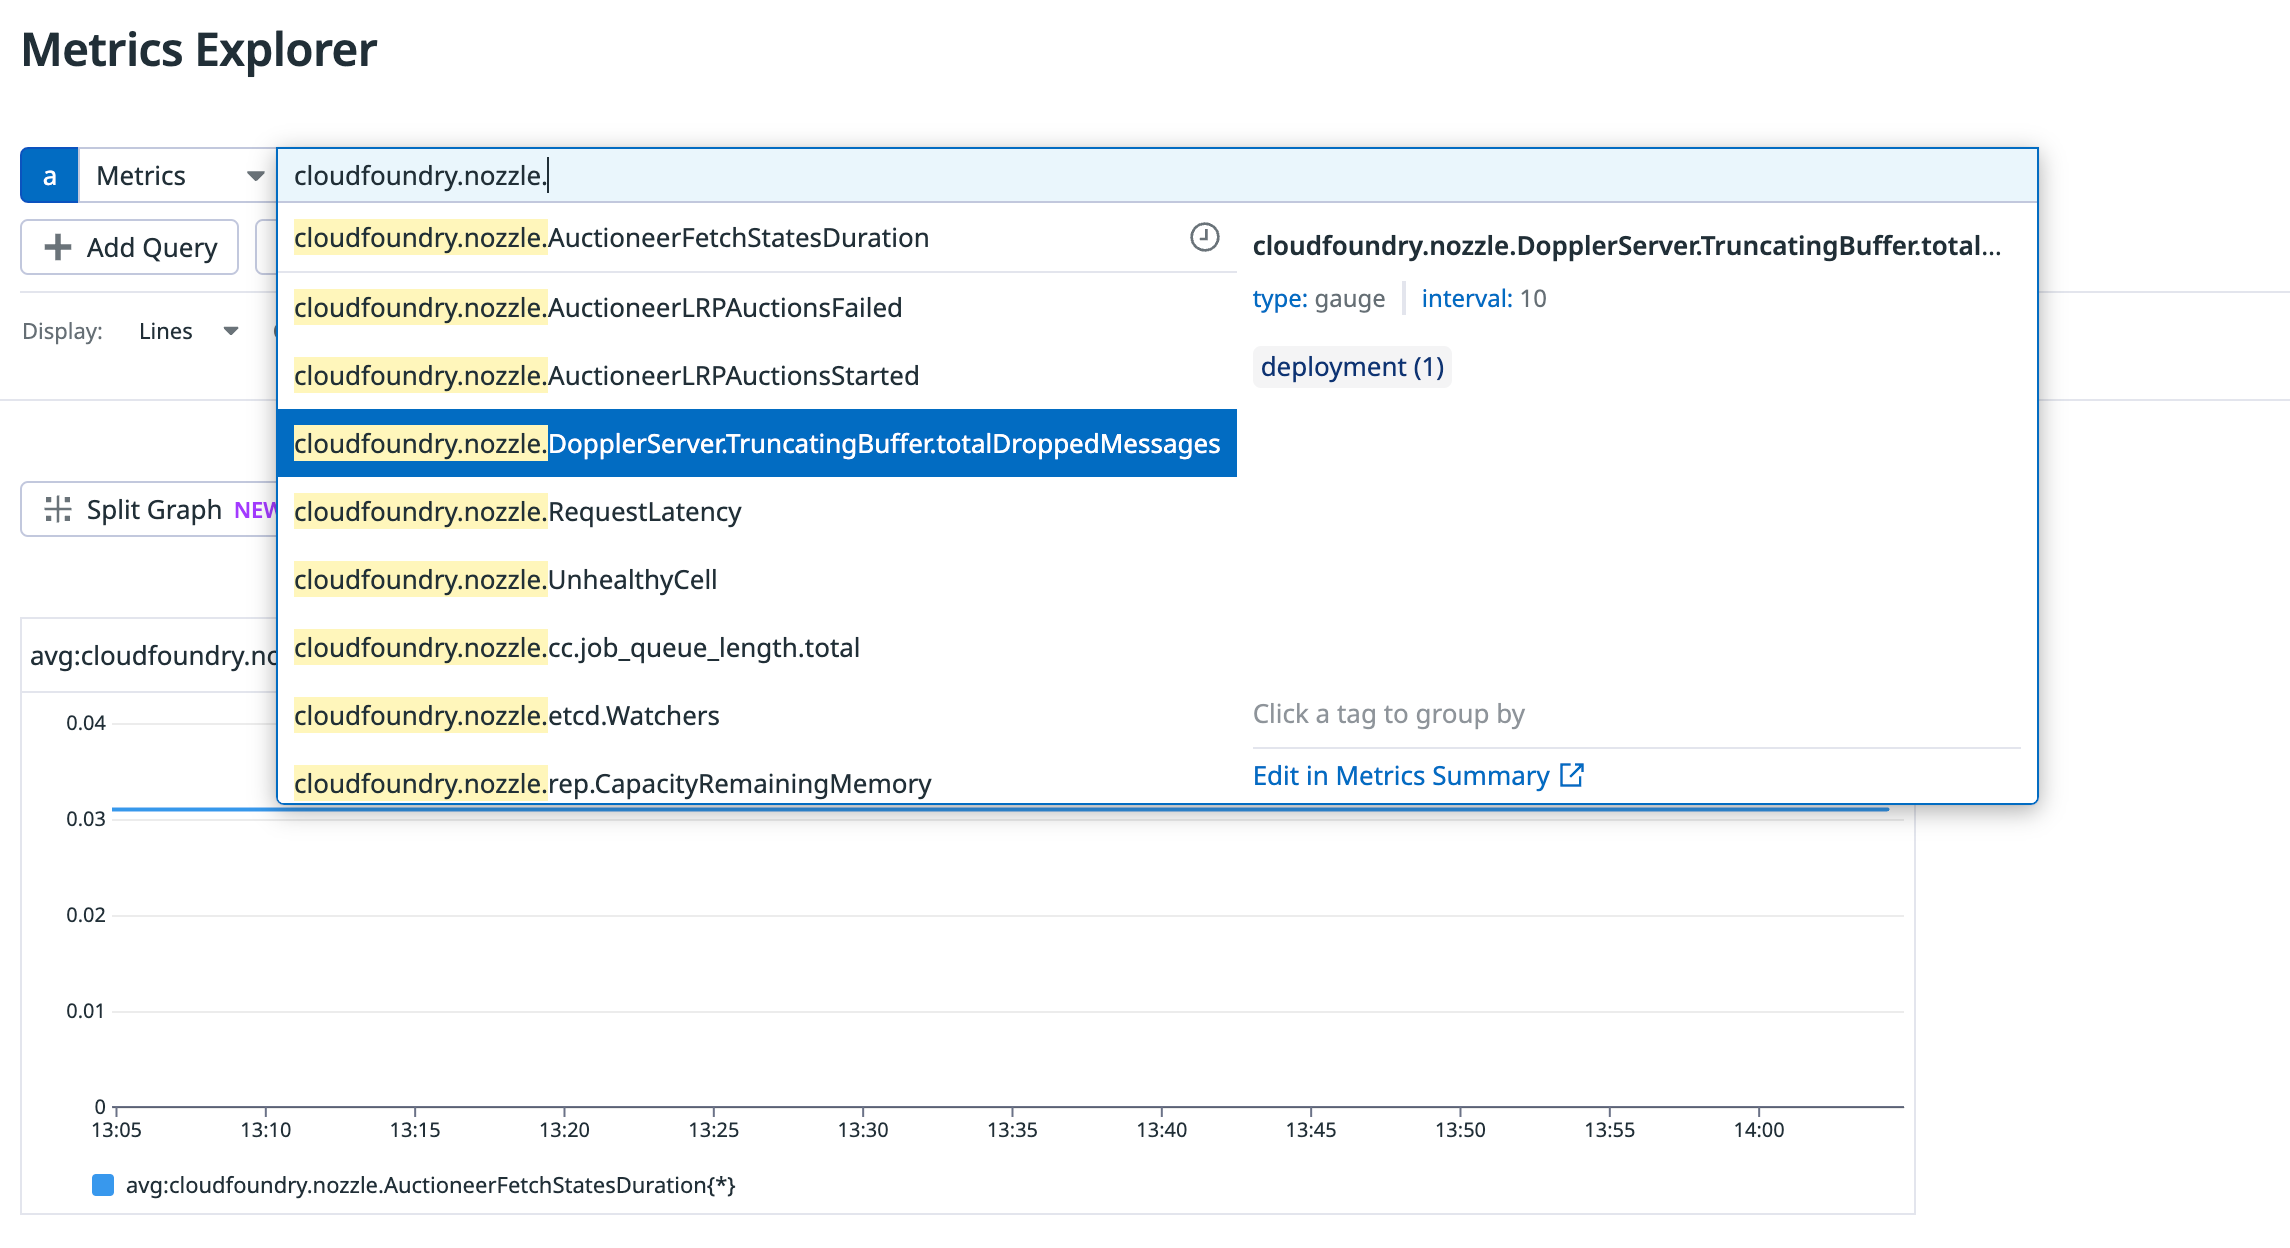 Metrics Explorer
a Metrics cloudfoundry.nozzle.
Add Query
cloudfoundry.nozzle.AuctioneerFetchStatesDuration
cloudfoundry.nozzle.AuctioneerLRPAuctionsFailed
cloudfoundry.nozzle.AuctioneerLRPAuctionsStarted
cloudfoundry.nozzle.DopplerServer.TruncatingBuffer.totalDroppedMessages
cloudfoundry.nozzle.RequestLatency
cloudfoundry.nozzle.UnhealthyCell
cloudfoundry.nozzle.cc.job_queue_length.total
cloudfoundry.nozzle.etcd.Watchers
cloudfoundry.nozzle.rep.CapacityRemainingMemory
cloudfoundry.nozzle.DopplerServer.TruncatingBuffer.total...
type: gauge interval: 10
deployment (1)
Click a tag to group by
Edit in Metrics Summary
Display: Lines
Split Graph NEW
avg:cloudfoundry.no
0.04
0.03
0.02
0.01
0
13:05 13:10 13:15 13:20 13:25 13:30 13:35 13:40 13:45 13:50 13:55 14:00
avg:cloudfoundry.nozzle.AuctioneerFetchStatesDuration{*}